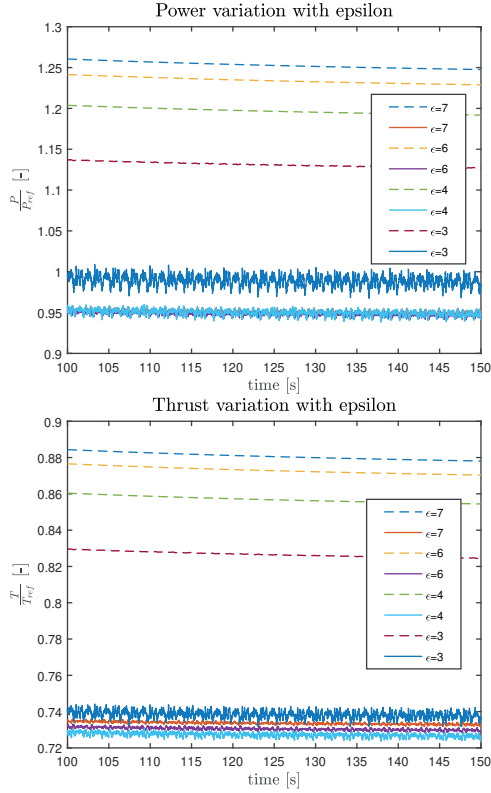 Power variation with epsilon
1.3
1.25
1.2
1.15
1.1
1.05
1
0.95
0.9
P/P_ref [-]
ϵ=7
ϵ=7
ϵ=6
ϵ=6
ϵ=4
ϵ=4
ϵ=3
ϵ=3
100 105 110 115 120 125 130 135 140 145 150
time [s]
Thrust variation with epsilon
0.9
0.88
0.86
0.84
0.82
0.8
0.78
0.76
0.74
0.72
T/T_ref [-]
ϵ=7
ϵ=7
ϵ=6
ϵ=6
ϵ=4
ϵ=4
ϵ=3
ϵ=3
100 105 110 115 120 125 130 135 140 145 150
time [s]